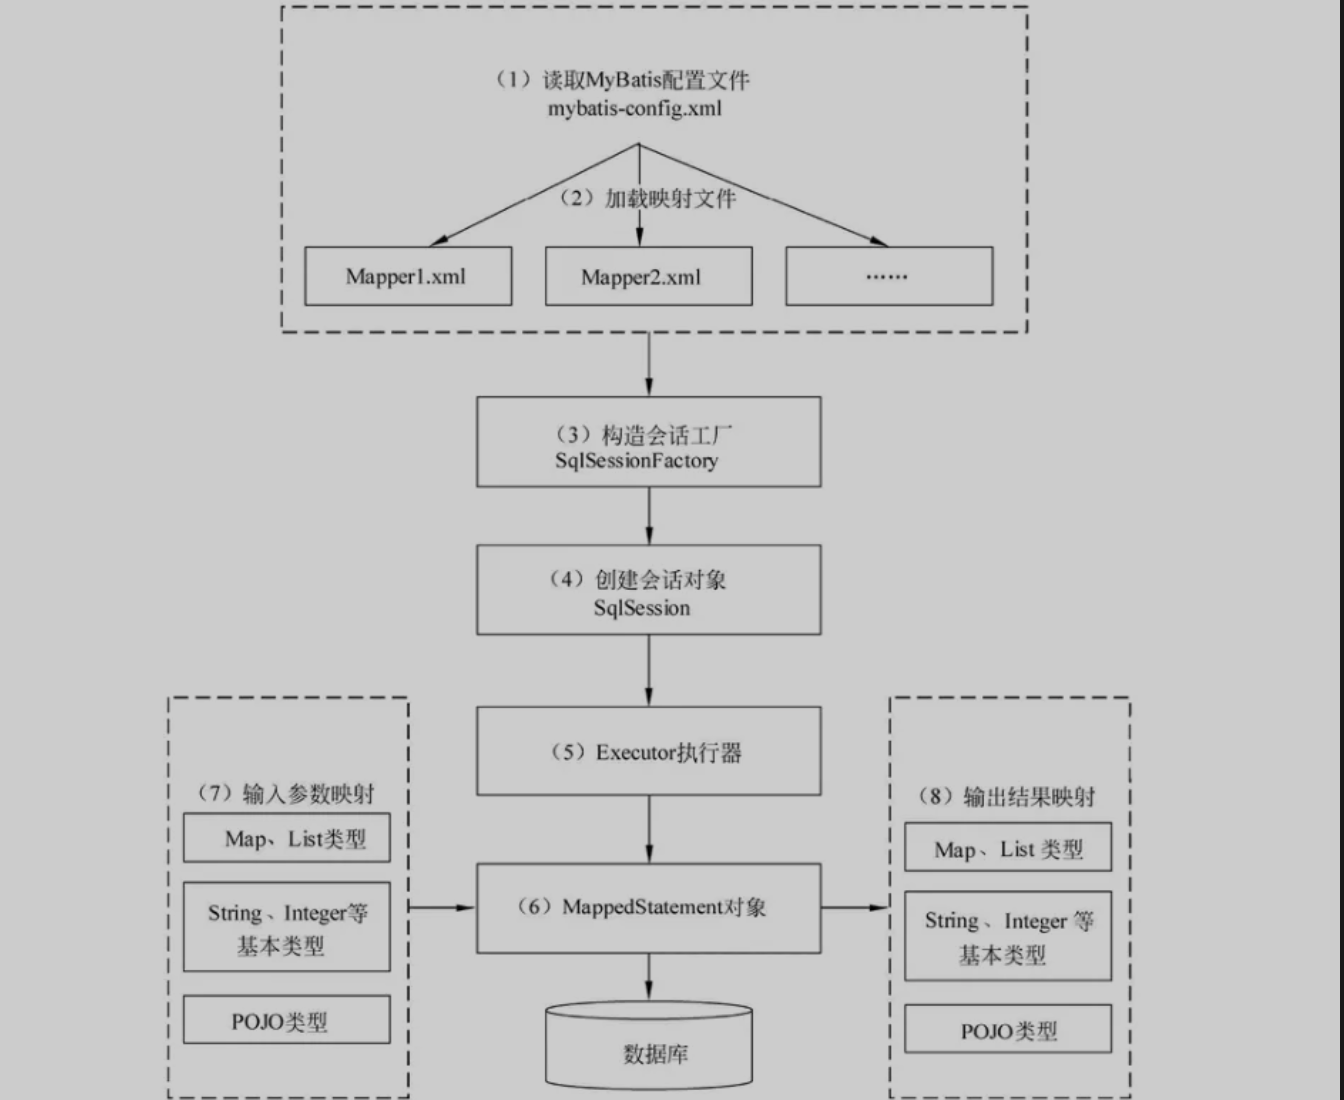 (1）读取MyBatis配置文件
mybatis-config.xml
（2）加载映射文件
Mapper1.xml
Mapper2.xml
……
（3）构造会话工厂
SqlSessionFactory
（4）创建会话对象
SqlSession
（5）Executor执行器
（7）输入参数映射
Map、List类型
String、Integer等
基本类型
POJO类型
（6）MappedStatement对象
（8）输出结果映射
Map、List 类型
String、Integer 等
基本类型
POJO类型
数据库